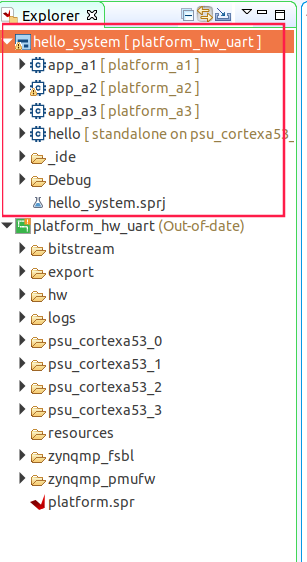 Explorer
hello_system [ platform_hw_uart ]
app_a1 [ platform_a1 ]
app_a2 [ platform_a2 ]
app_a3 [ platform_a3 ]
hello [ standalone on psu_cortexa53_
_ide
Debug
hello_system.sprj
platform_hw_uart (Out-of-date)
bitstream
export
hw
logs
psu_cortexa53_0
psu_cortexa53_1
psu_cortexa53_2
psu_cortexa53_3
resources
zynqmp_fsbl
zynqmp_pmufw
platform.spr